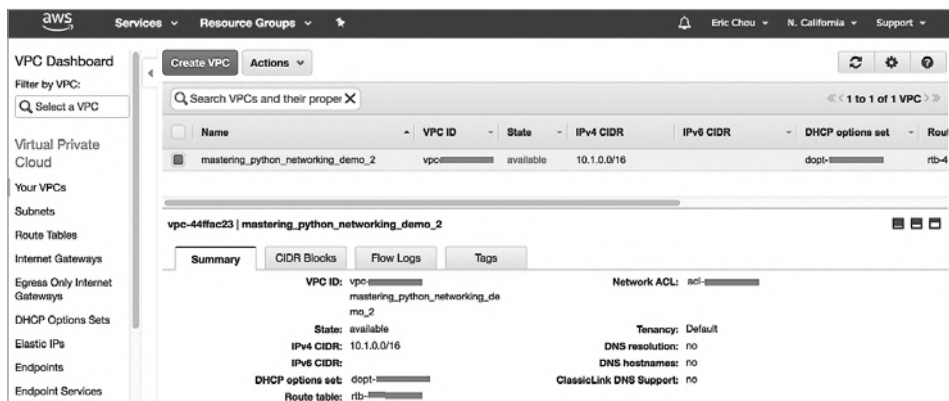 aws Services Resource Groups Eric Chou N. California Support
VPC Dashboard
Filter by VPC:
Select a VPC
Virtual Private
Cloud
Your VPCs
Subnets
Route Tables
Internet Gateways
Egress Only Internet
Gateways
DHCP Options Sets
Elastic IPs
Endpoints
Endpoint Services
Create VPC Actions
Search VPCs and their proper X 1 to 1 of 1 VPC
Name VPC ID State IPv4 CIDR IPv6 CIDR DHCP options set Rout
mastering_python_networking_demo_2 vpc- available 10.1.0.0/16 dopt- rtb-4
vpc-44ffac23 | mastering_python_networking_demo_2
Summary CIDR Blocks Flow Logs Tags
VPC ID: vpc- Network ACL: acl-
mastering_python_networking_de
mo_2
State: available Tenancy: Default
IPv4 CIDR: 10.1.0.0/16 DNS resolution: no
IPv6 CIDR: DNS hostnames: no
DHCP options set: dopt- ClassicLink DNS Support: no
Route table: rtb-